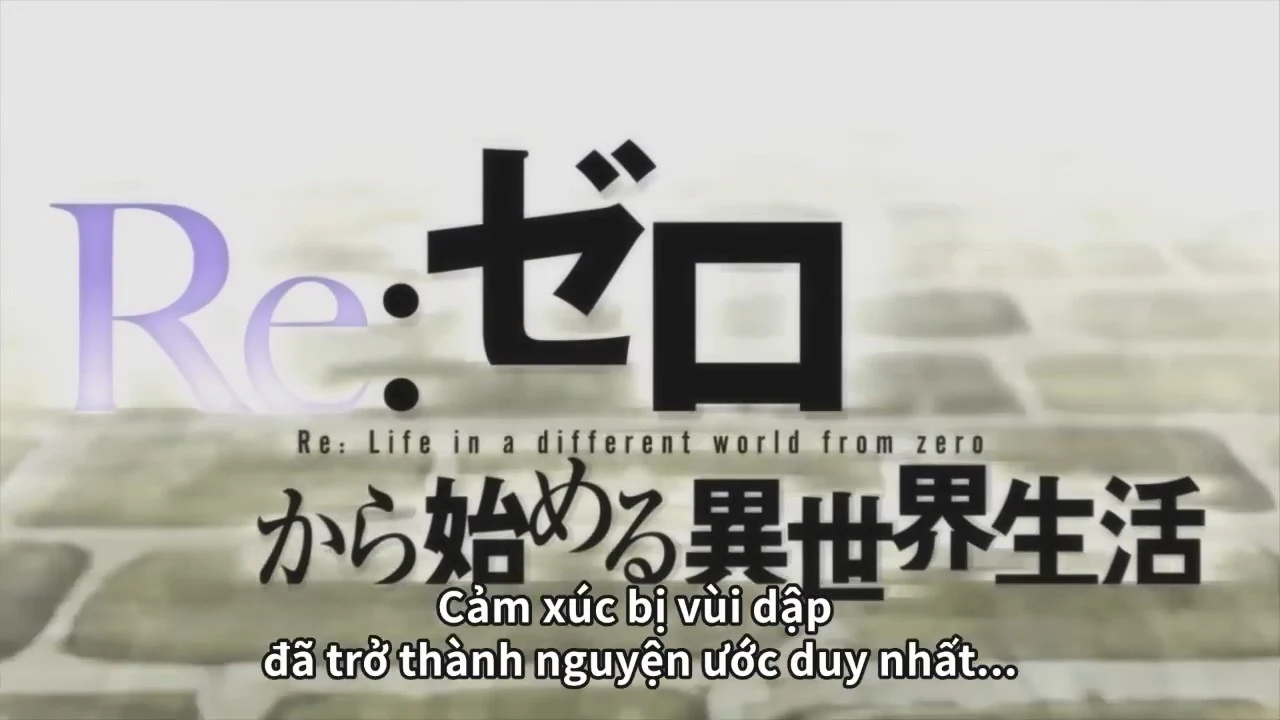 Re:ゼロ
Re: Life in a different world from zero
から始める異世界生活
Cảm xúc bị vùi dập
đã trở thành nguyện ước duy nhất...